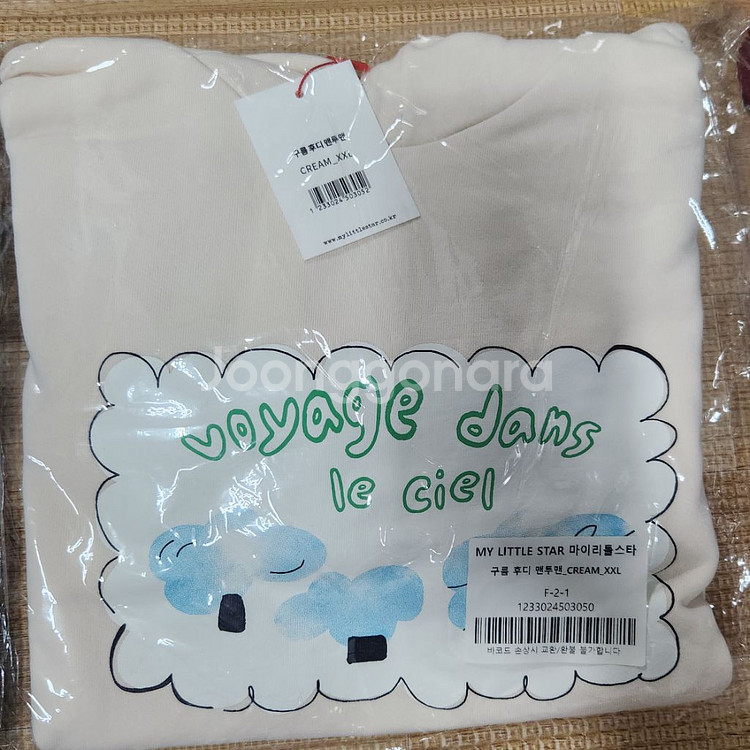 구름 후디 맨투맨
CREAM_XXL
1 233024 503052
www.mylittlestar.co.kr
Joonggonara
voyage dans
le ciel
MY LITTLE STAR 마이리틀스타
구름 후디 맨투맨_CREAM_XXL
F-2-1
1233024503050
바코드 손상시 교환/환불 불가합니다